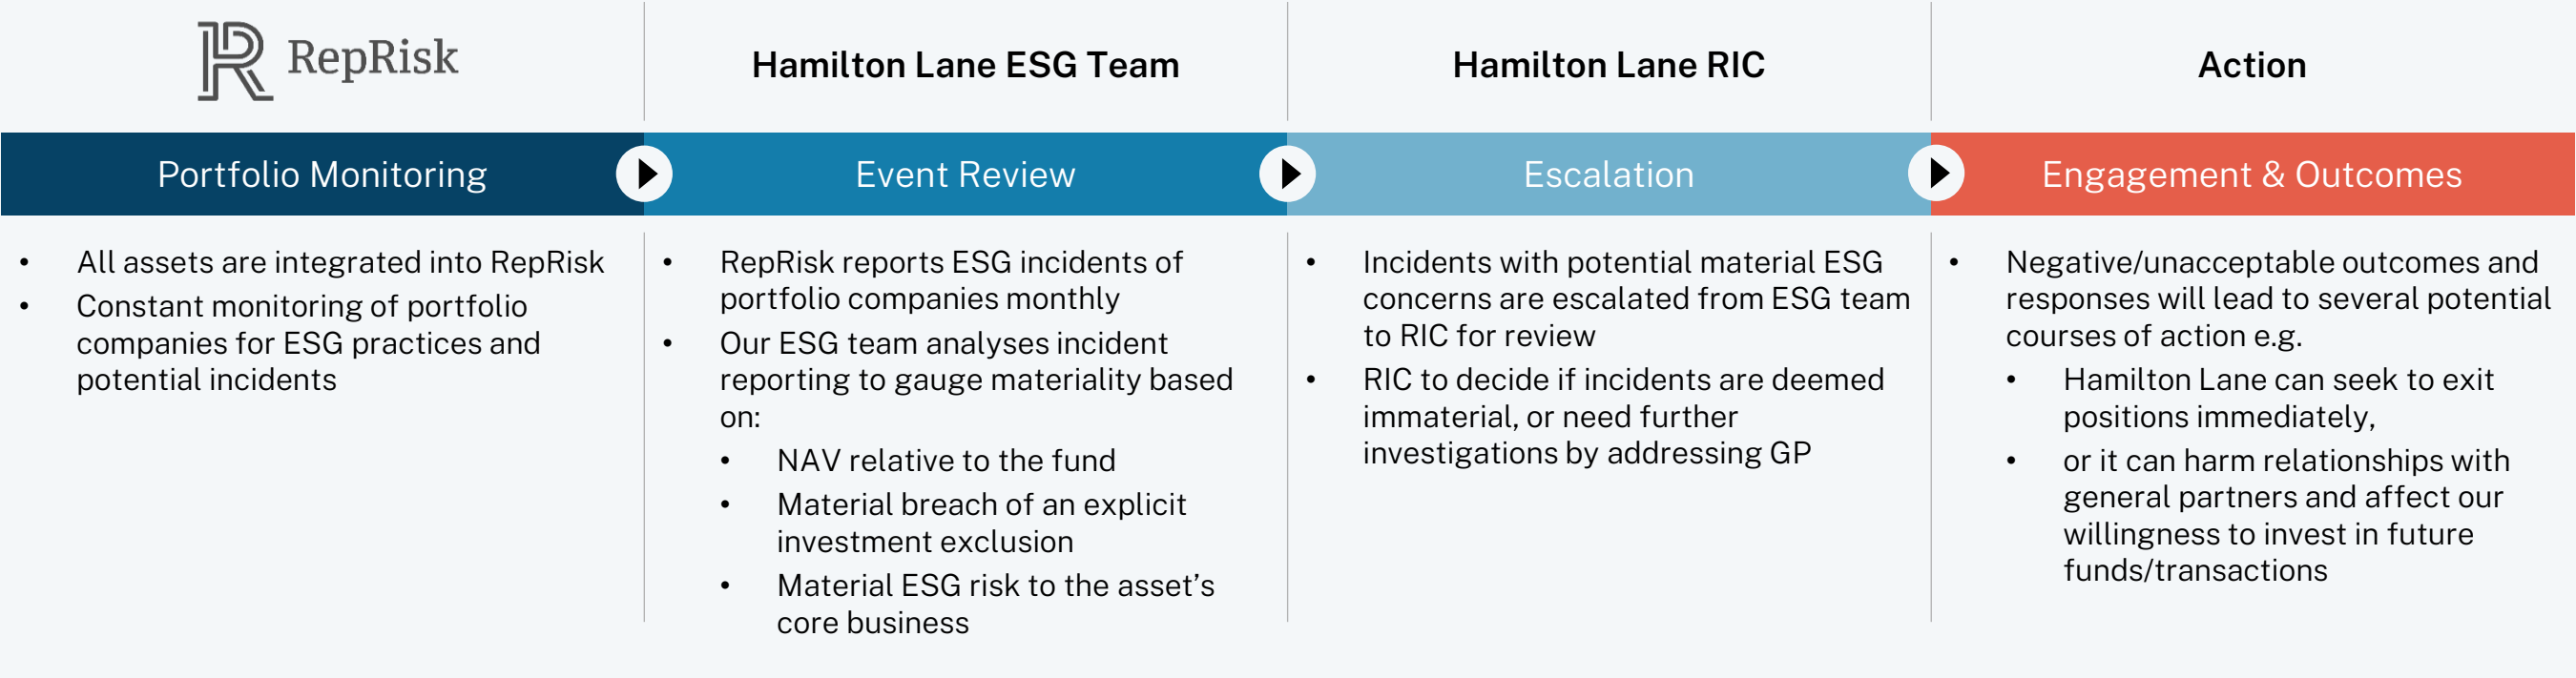 RepRisk
Hamilton Lane ESG Team
Hamilton Lane RIC
Action
Portfolio Monitoring
Event Review
Escalation
Engagement & Outcomes
• All assets are integrated into RepRisk
• Constant monitoring of portfolio
companies for ESG practices and
potential incidents
• RepRisk reports ESG incidents of
portfolio companies monthly
• Our ESG team analyses incident
reporting to gauge materiality based
on:
• NAV relative to the fund
• Material breach of an explicit
investment exclusion
• Material ESG risk to the asset’s
core business
• Incidents with potential material ESG
concerns are escalated from ESG team
to RIC for review
• RIC to decide if incidents are deemed
immaterial, or need further
investigations by addressing GP
• Negative/unacceptable outcomes and
responses will lead to several potential
courses of action e.g.
• Hamilton Lane can seek to exit
positions immediately,
• or it can harm relationships with
general partners and affect our
willingness to invest in future
funds/transactions